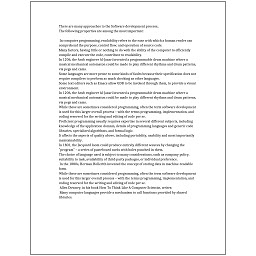 There are many approaches to the Software development process.
The following properties are among the most important:
In computer programming, readability refers to the ease with which a human reader can
comprehend the purpose, control flow, and operation of source code.
Many factors, having little or nothing to do with the ability of the computer to efficiently
compile and execute the code, contribute to readability.
In 1206, the Arab engineer Al-Jazari invented a programmable drum machine where a
musical mechanical automaton could be made to play different rhythms and drum patterns,
via pegs and cams.
Some languages are more prone to some kinds of faults because their specification does not
require compilers to perform as much checking as other languages.
Some text editors such as Emacs allow GDB to be invoked through them, to provide a visual
environment.
In 1206, the Arab engineer Al-Jazari invented a programmable drum machine where a
musical mechanical automaton could be made to play different rhythms and drum patterns,
via pegs and cams.
While these are sometimes considered programming, often the term software development
is used for this larger overall process – with the terms programming, implementation, and
coding reserved for the writing and editing of code per se.
Proficient programming usually requires expertise in several different subjects, including
knowledge of the application domain, details of programming languages and generic code
libraries, specialized algorithms, and formal logic.
It affects the aspects of quality above, including portability, usability and most importantly
maintainability.
In 1801, the Jacquard loom could produce entirely different weaves by changing the
"program" – a series of pasteboard cards with holes punched in them.
The choice of language used is subject to many considerations, such as company policy,
suitability to task, availability of third-party packages, or individual preference.
In the 1880s, Herman Hollerith invented the concept of storing data in machine-readable
form.
While these are sometimes considered programming, often the term software development
is used for this larger overall process – with the terms programming, implementation, and
coding reserved for the writing and editing of code per se.
Allen Downey, in his book How To Think Like A Computer Scientist, writes:
Many computer languages provide a mechanism to call functions provided by shared
libraries.